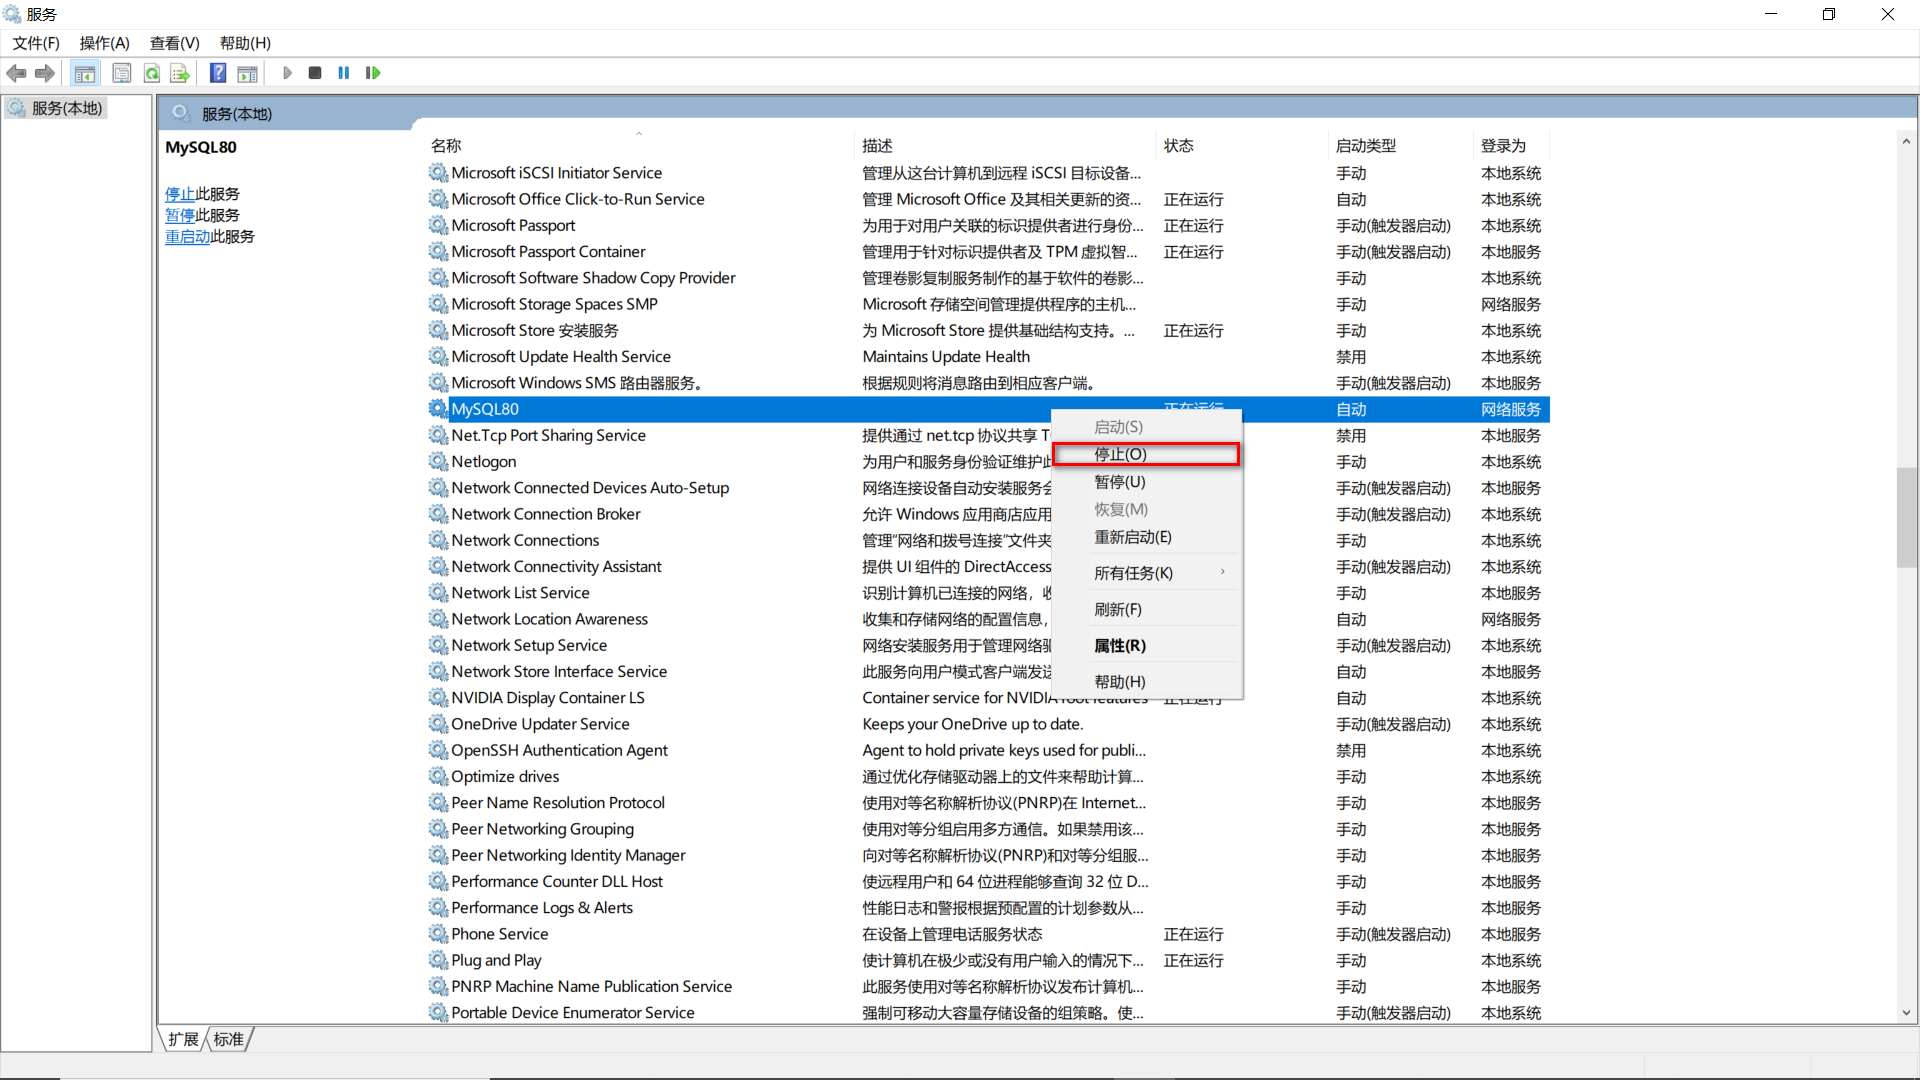 服务
文件(F) 操作(A) 查看(V) 帮助(H)
服务(本地)
服务(本地)
MySQL80
停止此服务
暂停此服务
重启动此服务
名称 描述 状态 启动类型 登录为
Microsoft iSCSI Initiator Service 管理从这台计算机到远程 iSCSI 目标设备... 手动 本地系统
Microsoft Office Click-to-Run Service 管理 Microsoft Office 及其相关更新的资... 正在运行 自动 本地系统
Microsoft Passport 为用于对用户关联的标识提供者进行身份... 正在运行 手动(触发器启动) 本地系统
Microsoft Passport Container 管理用于针对标识提供者及 TPM 虚拟智... 正在运行 手动(触发器启动) 本地服务
Microsoft Software Shadow Copy Provider 管理卷影复制服务制作的基于软件的卷影... 手动 本地系统
Microsoft Storage Spaces SMP Microsoft 存储空间管理提供程序的主机... 手动 网络服务
Microsoft Store 安装服务 为 Microsoft Store 提供基础结构支持。... 正在运行 手动 本地系统
Microsoft Update Health Service Maintains Update Health 禁用 本地系统
Microsoft Windows SMS 路由器服务。 根据规则将消息路由到相应客户端。 手动(触发器启动) 本地服务
MySQL80 正在运行 自动 网络服务
Net.Tcp Port Sharing Service 提供通过 net.tcp 协议共享 T 禁用 本地服务
Netlogon 为用户和服务身份验证维护此 手动 本地系统
Network Connected Devices Auto-Setup 网络连接设备自动安装服务会 手动(触发器启动) 本地服务
Network Connection Broker 允许 Windows 应用商店应用 手动(触发器启动) 本地系统
Network Connections 管理“网络和拨号连接”文件夹 手动 本地系统
Network Connectivity Assistant 提供 UI 组件的 DirectAccess 手动(触发器启动) 本地系统
Network List Service 识别计算机已连接的网络，收 手动 本地服务
Network Location Awareness 收集和存储网络的配置信息， 自动 网络服务
Network Setup Service 网络安装服务用于管理网络驱 手动(触发器启动) 本地系统
Network Store Interface Service 此服务向用户模式客户端发送 自动 本地服务
NVIDIA Display Container LS Container service for NVIDIA root features 正在运行 自动 本地系统
OneDrive Updater Service Keeps your OneDrive up to date. 手动(触发器启动) 本地系统
OpenSSH Authentication Agent Agent to hold private keys used for publi... 禁用 本地系统
Optimize drives 通过优化存储驱动器上的文件来帮助计算... 手动 本地系统
Peer Name Resolution Protocol 使用对等名称解析协议(PNRP)在 Internet... 手动 本地服务
Peer Networking Grouping 使用对等分组启用多方通信。如果禁用该... 手动 本地服务
Peer Networking Identity Manager 向对等名称解析协议(PNRP)和对等分组服... 手动 本地服务
Performance Counter DLL Host 使远程用户和 64 位进程能够查询 32 位 D... 手动 本地服务
Performance Logs & Alerts 性能日志和警报根据预配置的计划参数从... 手动 本地服务
Phone Service 在设备上管理电话服务状态 正在运行 手动(触发器启动) 本地服务
Plug and Play 使计算机在极少或没有用户输入的情况下... 正在运行 手动 本地系统
PNRP Machine Name Publication Service 此服务使用对等名称解析协议发布计算机... 手动 本地服务
Portable Device Enumerator Service 强制可移动大容量存储设备的组策略。使... 手动(触发器启动) 本地系统
启动(S)
停止(O)
暂停(U)
恢复(M)
重新启动(E)
所有任务(K)
刷新(F)
属性(R)
帮助(H)
扩展 标准